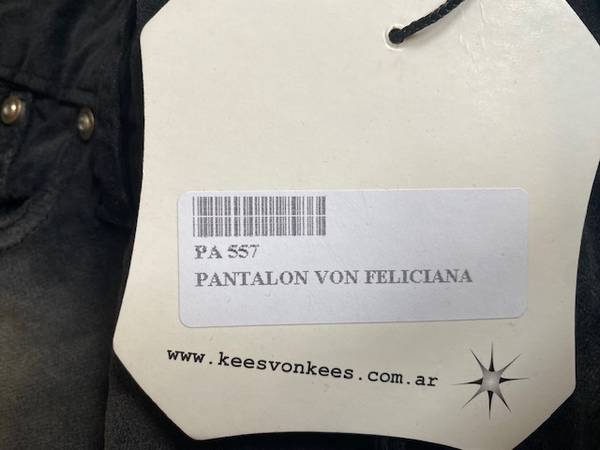 PA 557
PANTALON VON FELICIANA
www.keesvonkees.com.ar